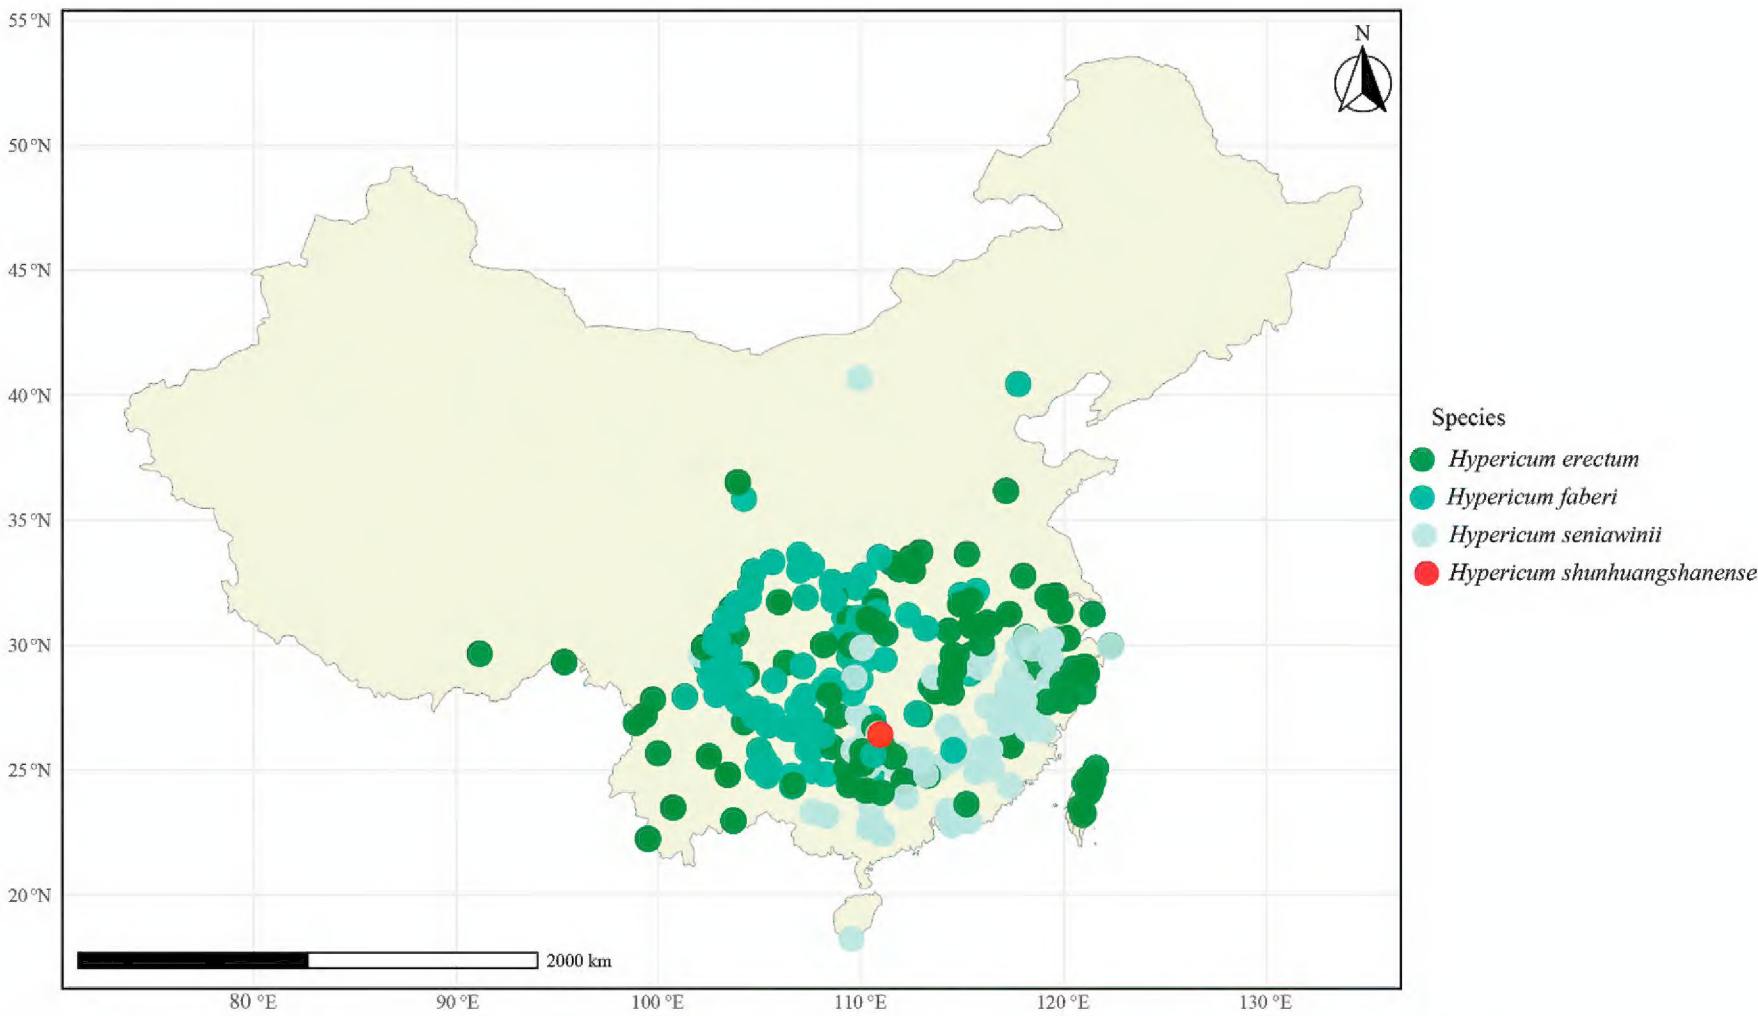 N
55 °N
50 °N
45 °N
40 °N
35 °N
30 °N
25 °N
20 °N
80 °E
90 °E
100 °E
110 °E
120 °E
130 °E
2000 km
Species
Hypericum erectum
Hypericum faberi
Hypericum seniawinii
Hypericum shunhuangshanense